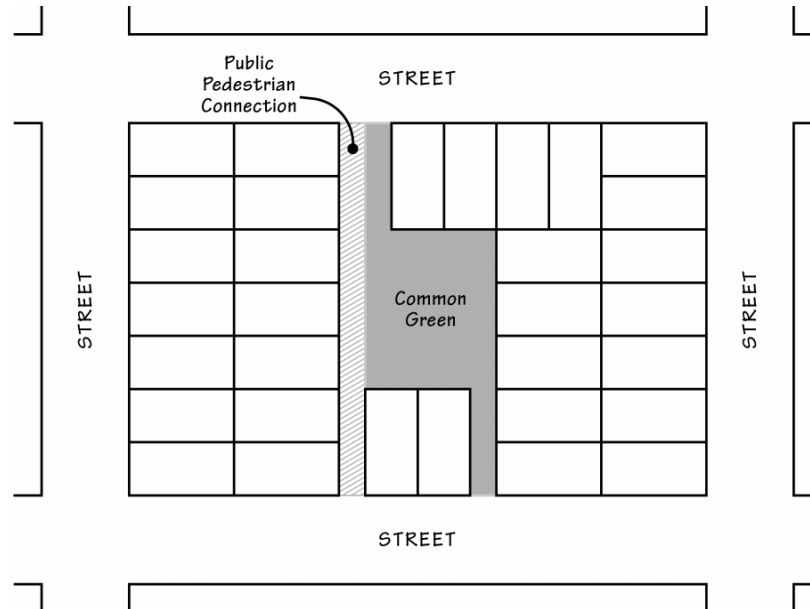 Public
Pedestrian
Connection
STREET
STREET
Common
Green
STREET
STREET